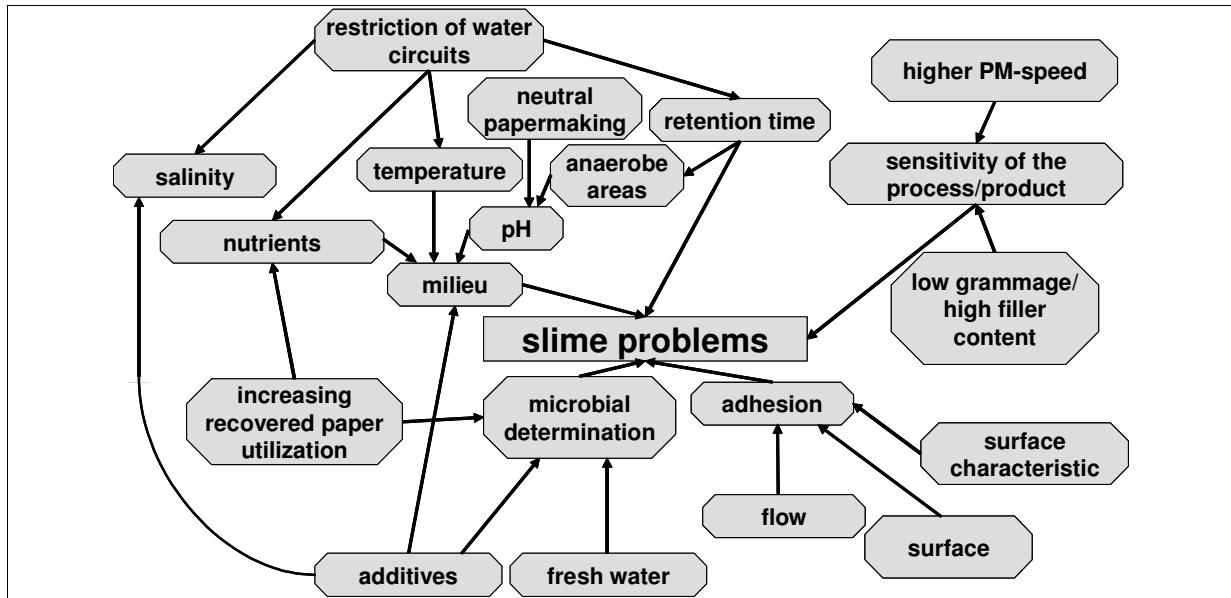 restriction of water
circuits
higher PM-speed
neutral
papermaking
retention time
salinity
temperature
anaerobe
areas
sensitivity of the
process/product
nutrients
pH
milieu
low grammage/
high filler
content
slime problems
increasing
recovered paper
utilization
microbial
determination
adhesion
surface
characteristic
flow
surface
additives
fresh water